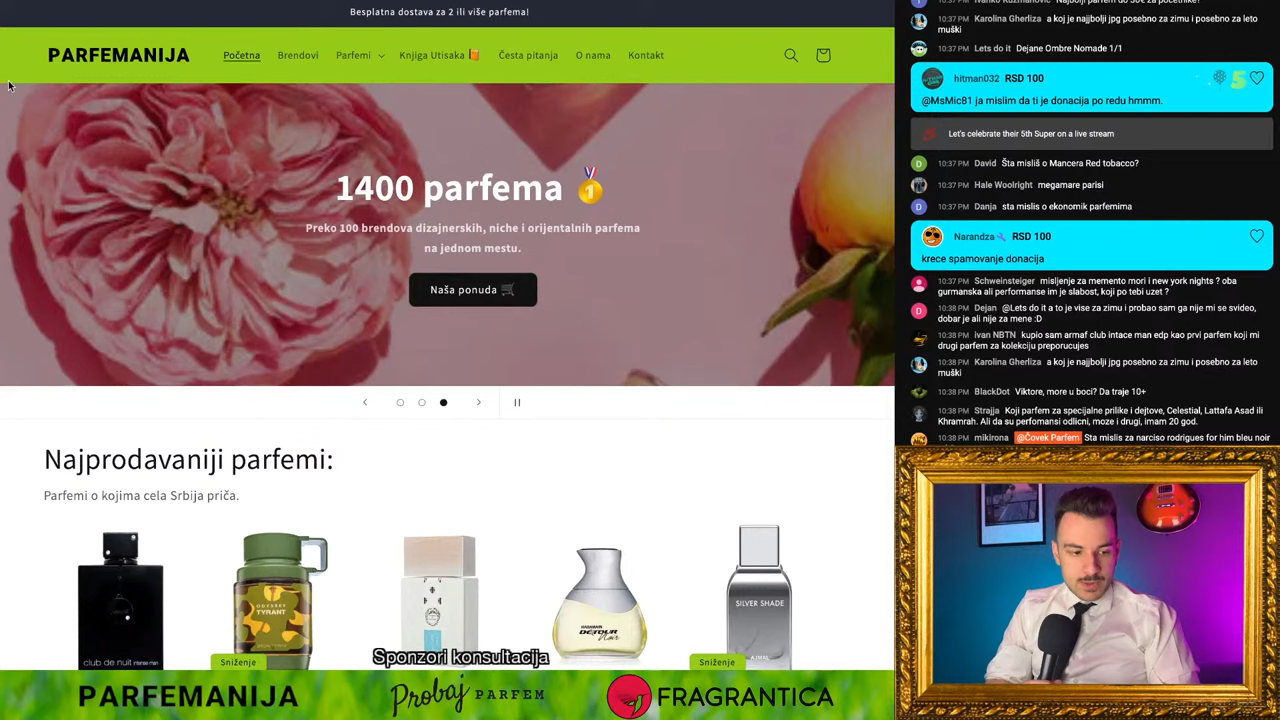 Besplatna dostava za 2 ili više parfema!
PARFEMANIJA
Početna
Brendovi
Parfemi
Knjiga Utisaka
Česta pitanja
O nama
Kontakt
1400 parfema
Preko 100 brendova dizajnerskih, niche i orijentalnih parfema
na jednom mestu.
Naša ponuda
Najprodavaniji parfemi:
Parfemi o kojima cela Srbija priča.
club de nuit intense man
ODYSSEY
TYRANT
HARAMAIN
DÉTOUR
Noir
SILVER SHADE
AJMAL
Sniženje
Sniženje
Sponzori konsultacija
PARFEMANIJA
Probaj PARFEM
FRAGRANTICA
Karolina Gherliza a koj je najbolji jpg posebno za zimu i posebno za leto
muški
Lets do it Dejane Ombre Nomade 1/1
hitman032 RSD 100
5
@MsMic81 ja mislim da ti je donacija po redu hmmm.
Let's celebrate their 5th Super on a live stream
D 10:37 PM David Šta misliš o Mancera Red tobacco?
10:37 PM Hale Woolright megamare parisi
D 10:37 PM Danja sta mislis o ekonomik parfemima
Narandza RSD 100
krece spamovanje donacija
10:37 PM Schweinsteiger misljenje za memento mori i new york nights ? oba
gurmanska ali performanse im je slabost, koji po tebi uzet ?
D 10:38 PM Dejan @Lets do it a to je vise za zimu i probao sam ga nije mi se svideo,
dobar je ali nije za mene :D
10:38 PM ivan NBTN kupio sam armaf club intace man edp kao prvi parfem koji mi
drugi parfem za kolekciju preporucujes
10:38 PM Karolina Gherliza a koj je najbolji jpg posebno za zimu i posebno za leto
muški
10:38 PM BlackDot Viktore, more u boci? Da traje 10+
10:38 PM Strajja Koji parfem za specijalne prilike i dejtove, Celestial, Lattafa Asad ili
Khramrah. Ali da su perfomansi odlicni, moze i drugi, imam 20 god.
10:38 PM mikirona @Čovek Parfem Sta mislis za narciso rodrigues for him bleu noir